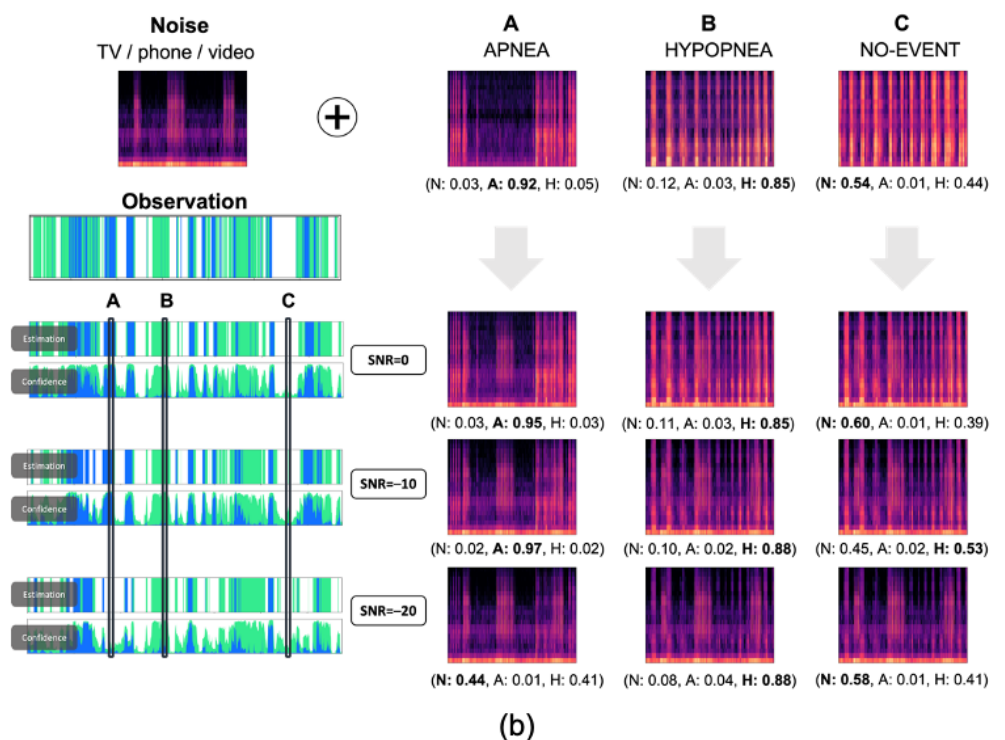 Noise
TV / phone / video
A
APNEA
B
HYPOPNEA
C
NO-EVENT
(N: 0.03, A: 0.92, H: 0.05)
(N: 0.12, A: 0.03, H: 0.85)
(N: 0.54, A: 0.01, H: 0.44)
Observation
A
B
C
Estimation
Confidence
SNR=0
(N: 0.03, A: 0.95, H: 0.03)
(N: 0.11, A: 0.03, H: 0.85)
(N: 0.60, A: 0.01, H: 0.39)
Estimation
Confidence
SNR=−10
(N: 0.02, A: 0.97, H: 0.02)
(N: 0.10, A: 0.02, H: 0.88)
(N: 0.45, A: 0.02, H: 0.53)
Estimation
Confidence
SNR=−20
(N: 0.44, A: 0.01, H: 0.41)
(N: 0.08, A: 0.04, H: 0.88)
(N: 0.58, A: 0.01, H: 0.41)
(b)